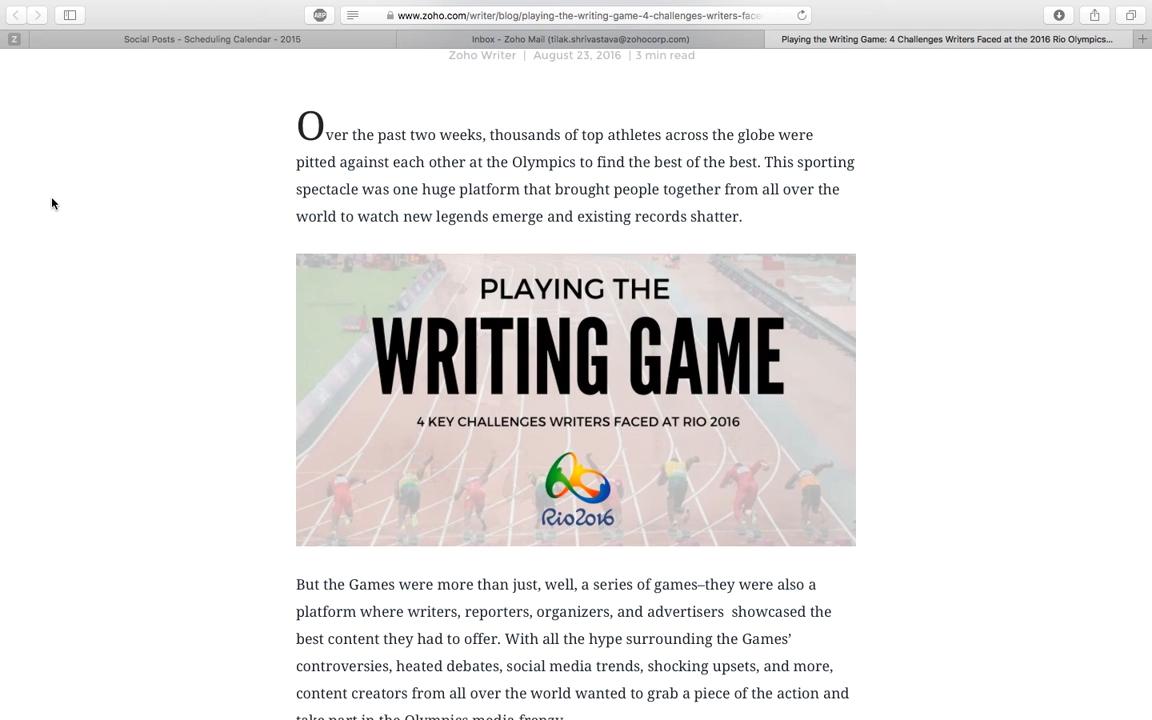 www.zoho.com/writer/blog/playing-the-writing-game-4-challenges-writers-face
ABP
Z
Social Posts - Scheduling Calendar - 2015
Inbox - Zoho Mail (tilak.shrivastava@zohocorp.com)
Playing the Writing Game: 4 Challenges Writers Faced at the 2016 Rio Olympics...
Zoho Writer | August 23, 2016 | 3 min read
Over the past two weeks, thousands of top athletes across the globe were
pitted against each other at the Olympics to find the best of the best. This sporting
spectacle was one huge platform that brought people together from all over the
world to watch new legends emerge and existing records shatter.
PLAYING THE
WRITING GAME
4 KEY CHALLENGES WRITERS FACED AT RIO 2016
Rio2016
But the Games were more than just, well, a series of games–they were also a
platform where writers, reporters, organizers, and advertisers  showcased the
best content they had to offer. With all the hype surrounding the Games’
controversies, heated debates, social media trends, shocking upsets, and more,
content creators from all over the world wanted to grab a piece of the action and
take part in the Olympics media frenzy.